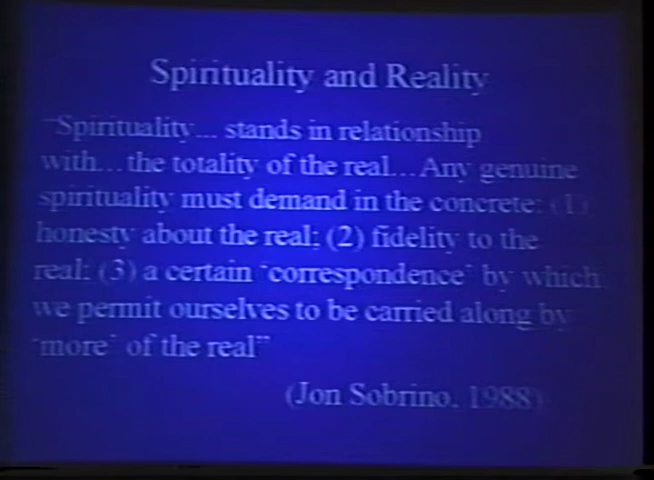 Spirituality and Reality
"Spirituality... stands in relationship
with...the totality of the real...Any genuine
spirituality must demand in the concrete: (1)
honesty about the real; (2) fidelity to the
real; (3) a certain 'correspondence' by which
we permit ourselves to be carried along by
'more' of the real"
(Jon Sobrino, 1988)